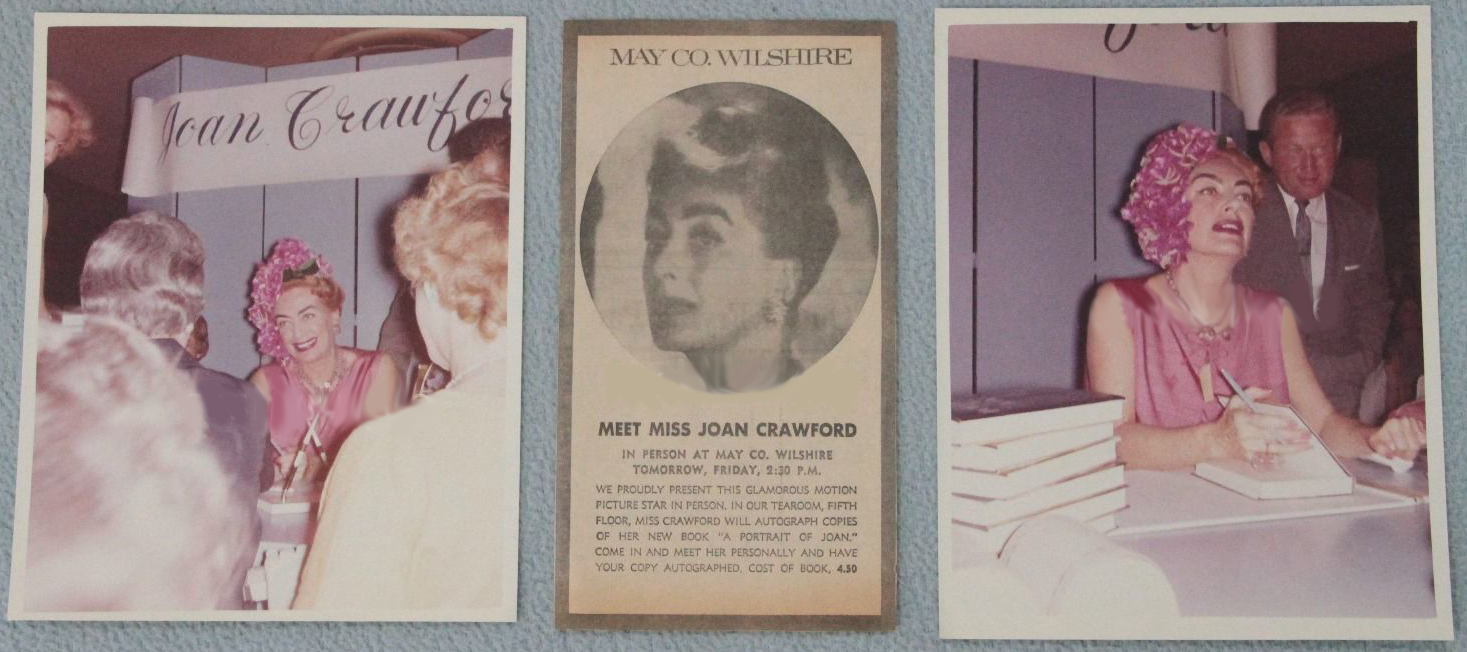 Joan Crawfor
MAY CO. WILSHIRE
MEET MISS JOAN CRAWFORD
IN PERSON AT MAY CO. WILSHIRE
TOMORROW, FRIDAY, 2:30 P.M.
WE PROUDLY PRESENT THIS GLAMOROUS MOTION
PICTURE STAR IN PERSON. IN OUR TEAROOM, FIFTH
FLOOR, MISS CRAWFORD WILL AUTOGRAPH COPIES
OF HER NEW BOOK "A PORTRAIT OF JOAN."
COME IN AND MEET HER PERSONALLY AND HAVE
YOUR COPY AUTOGRAPHED. COST OF BOOK, 4.50